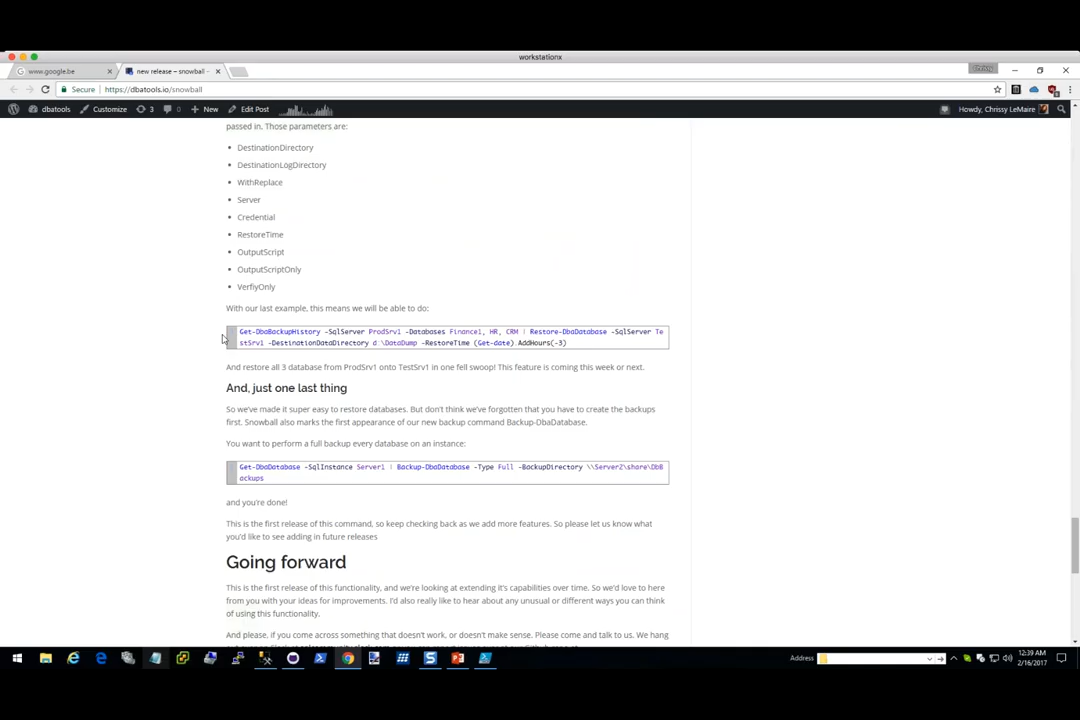 workstationx
www.google.be
new release – snowball –
Chrissy
Secure
https://dbatools.io/snowball
dbatools
Customize
3
0
New
Edit Post
Howdy, Chrissy LeMaire
passed in. Those parameters are:
DestinationDirectory
DestinationLogDirectory
WithReplace
Server
Credential
RestoreTime
OutputScript
OutputScriptOnly
VerfiyOnly
With our last example, this means we will be able to do:
Get-DbaBackupHistory -SqlServer ProdSrv1 -Databases Finance1, HR, CRM | Restore-DbaDatabase -SqlServer Te
stSrv1 -DestinationDataDirectory d:\DataDump -RestoreTime (Get-date).AddHours(-3)
And restore all 3 database from ProdSrv1 onto TestSrv1 in one fell swoop! This feature is coming this week or next.
And, just one last thing
So we've made it super easy to restore databases. But don't think we've forgotten that you have to create the backups
first. Snowball also marks the first appearance of our new backup command Backup-DbaDatabase.
You want to perform a full backup every database on an instance:
Get-DbaDatabase -SqlInstance Server1 | Backup-DbaDatabase -Type Full -BackupDirectory \\Server2\share\DbB
ackups
and you're done!
This is the first release of this command, so keep checking back as we add more features. So please let us know what
you'd like to see adding in future releases
Going forward
This is the first release of this functionality, and we're looking at extending it's capabilities over time. So we'd love to here
from you with your ideas for improvements. I'd also really like to hear about any unusual or different ways you can think
of using this functionality.
And please, if you come across something that doesn't work, or doesn't make sense. Please come and talk to us. We hang
Address
12:39 AM
2/16/2017